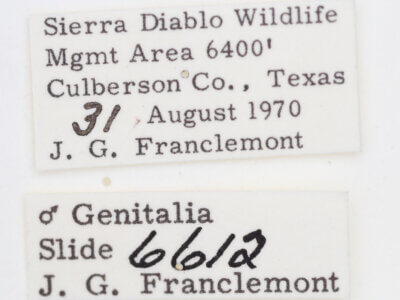 Sierra Diablo Wildlife
Mgmt Area 6400'
Culberson Co., Texas
31 August 1970
J. G. Franclemont
♂ Genitalia
Slide 6612
J. G. Franclemont